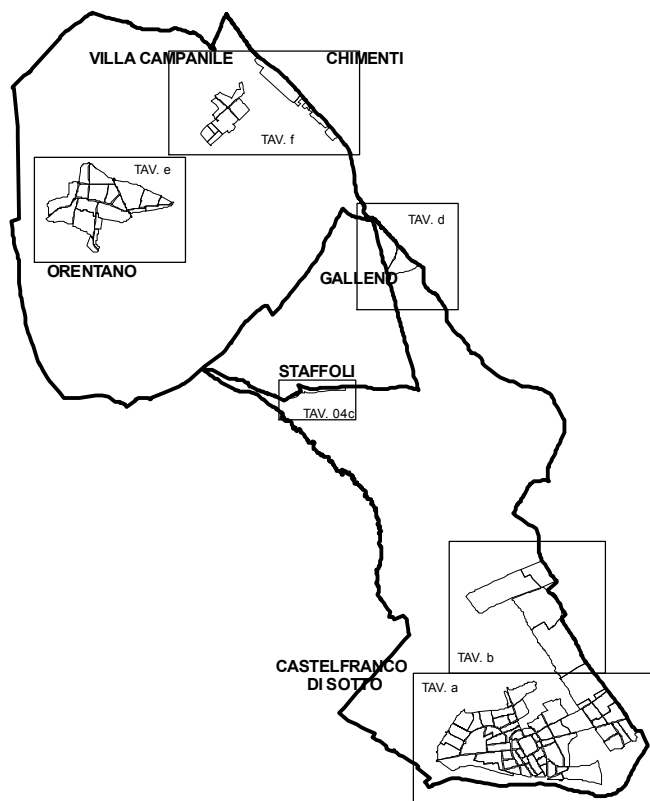 VILLA CAMPANILE
CHIMENTI
TAV. f
TAV. e
ORENTANO
TAV. d
GALLENO
STAFFOLI
TAV. 04c
TAV. b
CASTELFRANCO
DI SOTTO
TAV. a